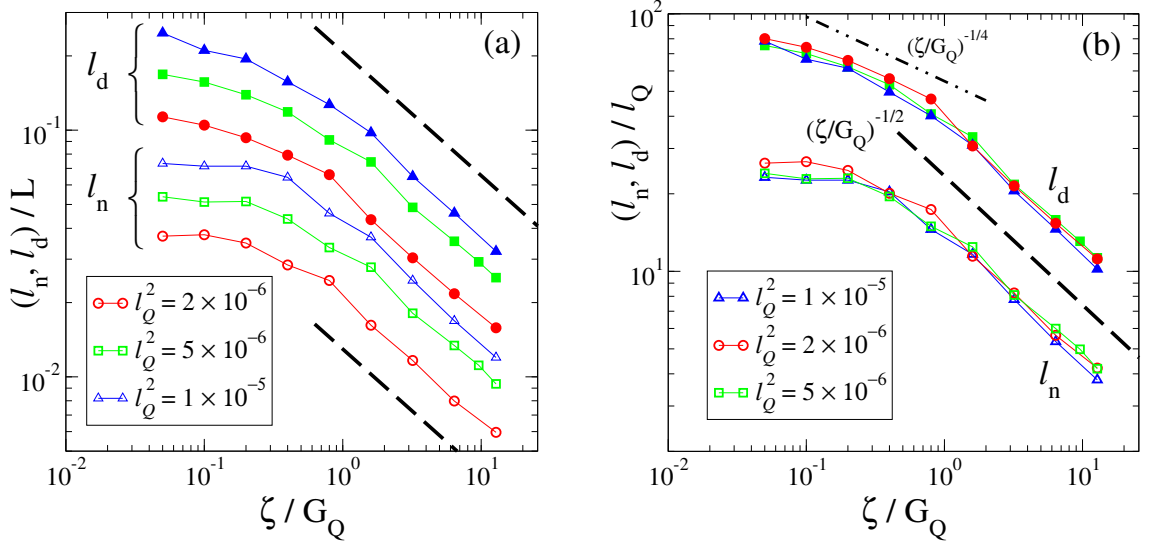 (a)
l_d
l_n
(l_n, l_d) / L
10^-1
10^-2
l_Q^2 = 2 × 10^-6
l_Q^2 = 5 × 10^-6
l_Q^2 = 1 × 10^-5
10^-2 10^-1 10^0 10^1
ζ / G_Q
(b)
(l_n, l_d) / l_Q
10^2
10^1
(ζ/G_Q)^-1/4
(ζ/G_Q)^-1/2
l_d
l_n
l_Q^2 = 1 × 10^-5
l_Q^2 = 2 × 10^-6
l_Q^2 = 5 × 10^-6
10^-2 10^-1 10^0 10^1
ζ / G_Q